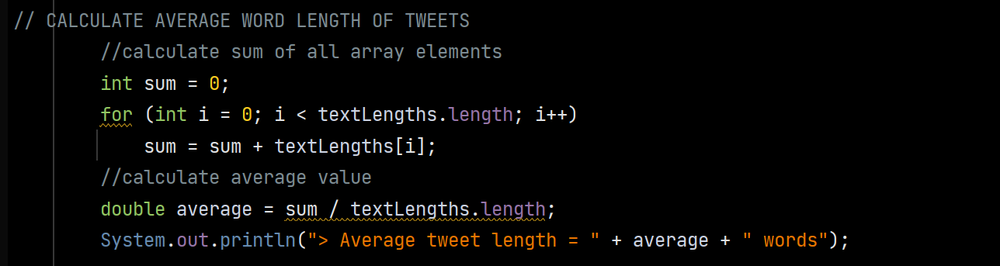 // CALCULATE AVERAGE WORD LENGTH OF TWEETS
//calculate sum of all array elements
int sum = 0;
for (int i = 0; i < textLengths.length; i++)
sum = sum + textLengths[i];
//calculate average value
double average = sum / textLengths.length;
System.out.println("> Average tweet length = " + average + " words");